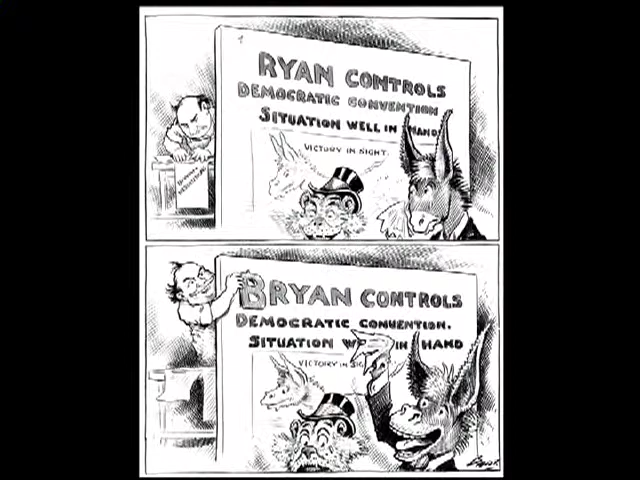 RYAN CONTROLS
DEMOCRATIC CONVENTION
SITUATION WELL IN HAND
VICTORY IN SIGHT.
BRYAN CONTROLS
DEMOCRATIC CONVENTION.
SITUATION W IN HAND
VICTORY IN SIG